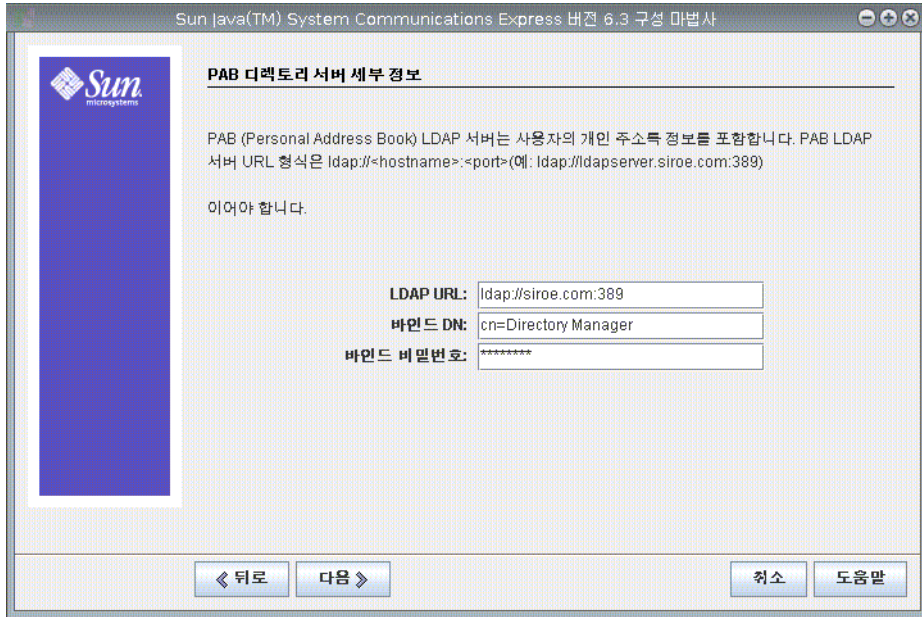 Sun Java(TM) System Communications Express 버전 6.3 구성 마법사
Sun
microsystems
PAB 디렉토리 서버 세부 정보
PAB (Personal Address Book) LDAP 서버는 사용자의 개인 주소록 정보를 포함합니다. PAB LDAP
서버 URL 형식은 ldap://<hostname>:<port>(예: ldap://ldapserver.siroe.com:389)
이어야 합니다.
LDAP URL: ldap://siroe.com:389
바인드 DN: cn=Directory Manager
바인드 비밀번호: ********
뒤로 다음 취소 도움말